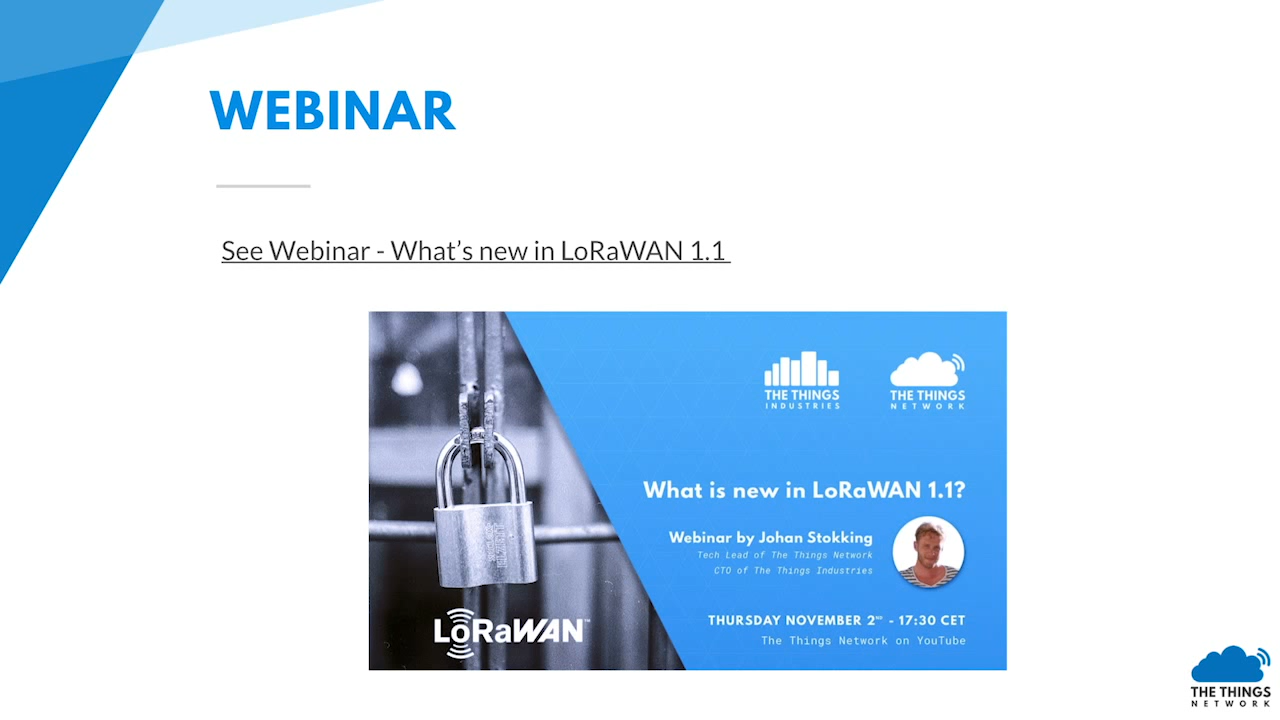 WEBINAR
See Webinar - What's new in LoRaWAN 1.1
THE THINGS
INDUSTRIES
THE THINGS
NETWORK
What is new in LoRaWAN 1.1?
Webinar by Johan Stokking
Tech Lead of The Things Network
CTO of The Things Industries
THURSDAY NOVEMBER 2ND - 17:30 CET
The Things Network on YouTube
LoRaWAN™
THE THINGS
NETWORK